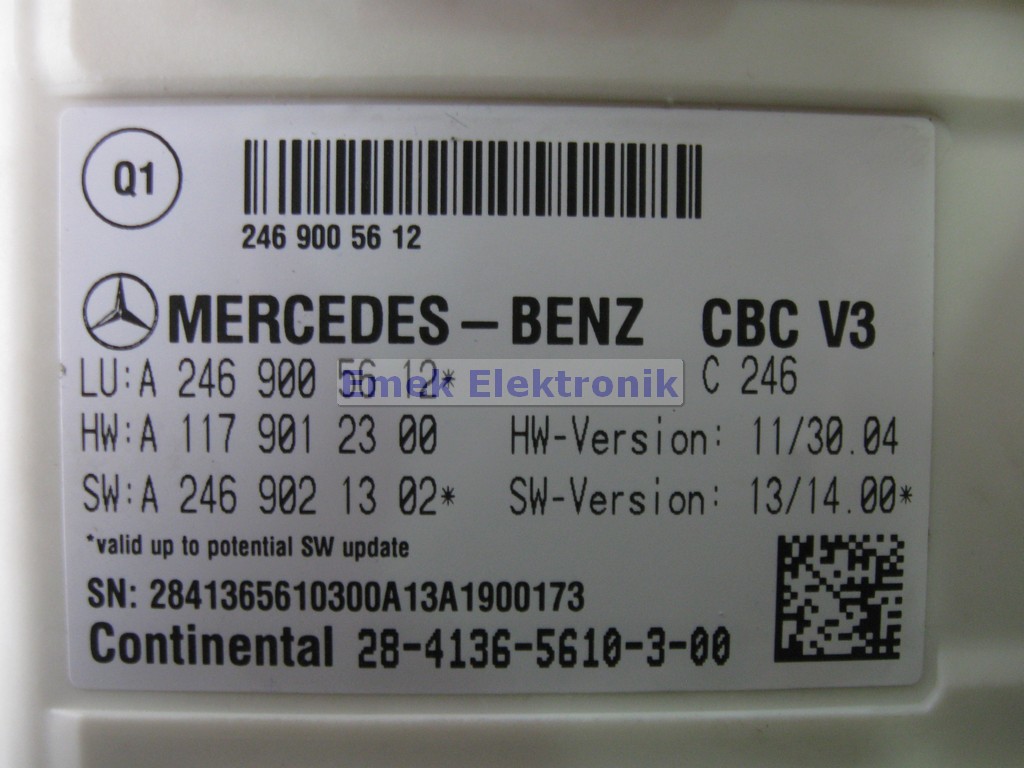 Q1
246 900 56 12
MERCEDES-BENZ CBC V3
LU:A 246 900 56 12* C 246
Emek Elektronik
HW:A 117 901 23 00 HW-Version: 11/30.04
SW:A 246 902 13 02* SW-Version: 13/14.00*
*valid up to potential SW update
SN: 2841365610300A13A1900173
Continental 28-4136-5610-3-00